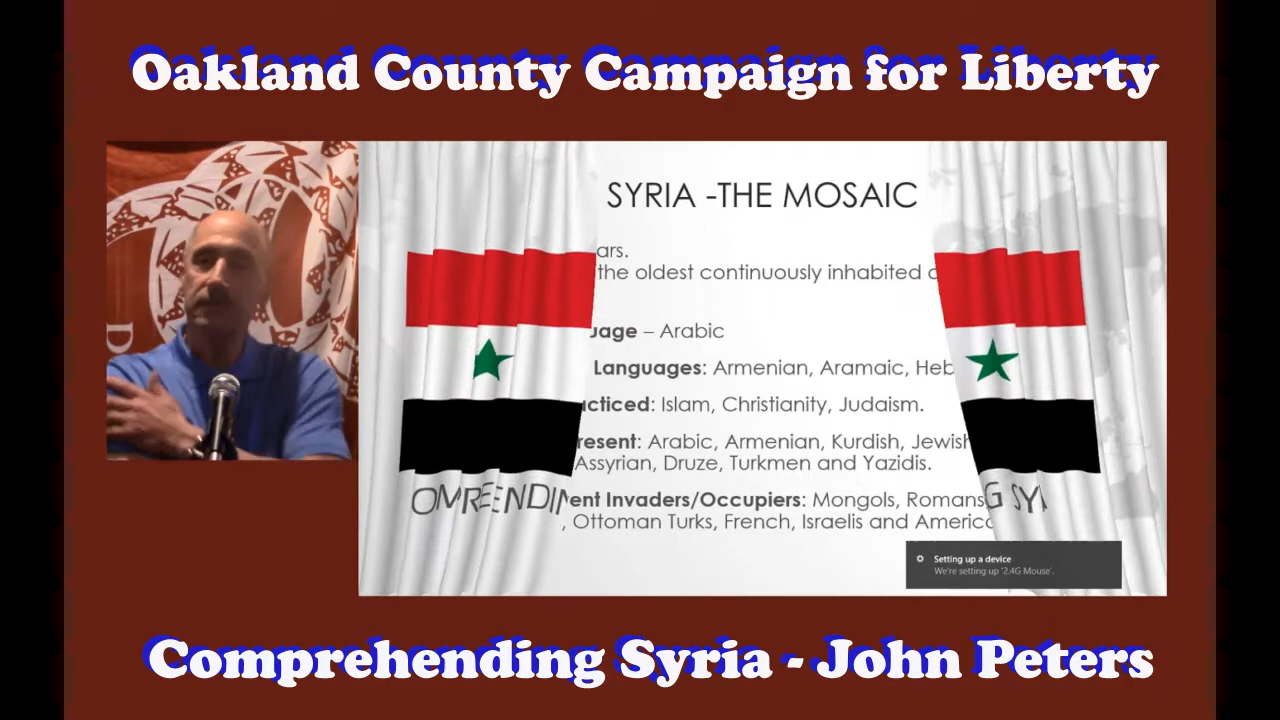 Oakland County Campaign for Liberty
SYRIA -THE MOSAIC
ars.
the oldest continuously inhabited c
uage – Arabic
Languages: Armenian, Aramaic, Heb
acticed: Islam, Christianity, Judaism.
resent: Arabic, Armenian, Kurdish, Jewish
Assyrian, Druze, Turkmen and Yazidis.
OMREENDIN
ent Invaders/Occupiers: Mongols, Romans
G SY
, Ottoman Turks, French, Israelis and Americ
D
Setting up a device
We're setting up '2.4G Mouse'.
Comprehending Syria - John Peters